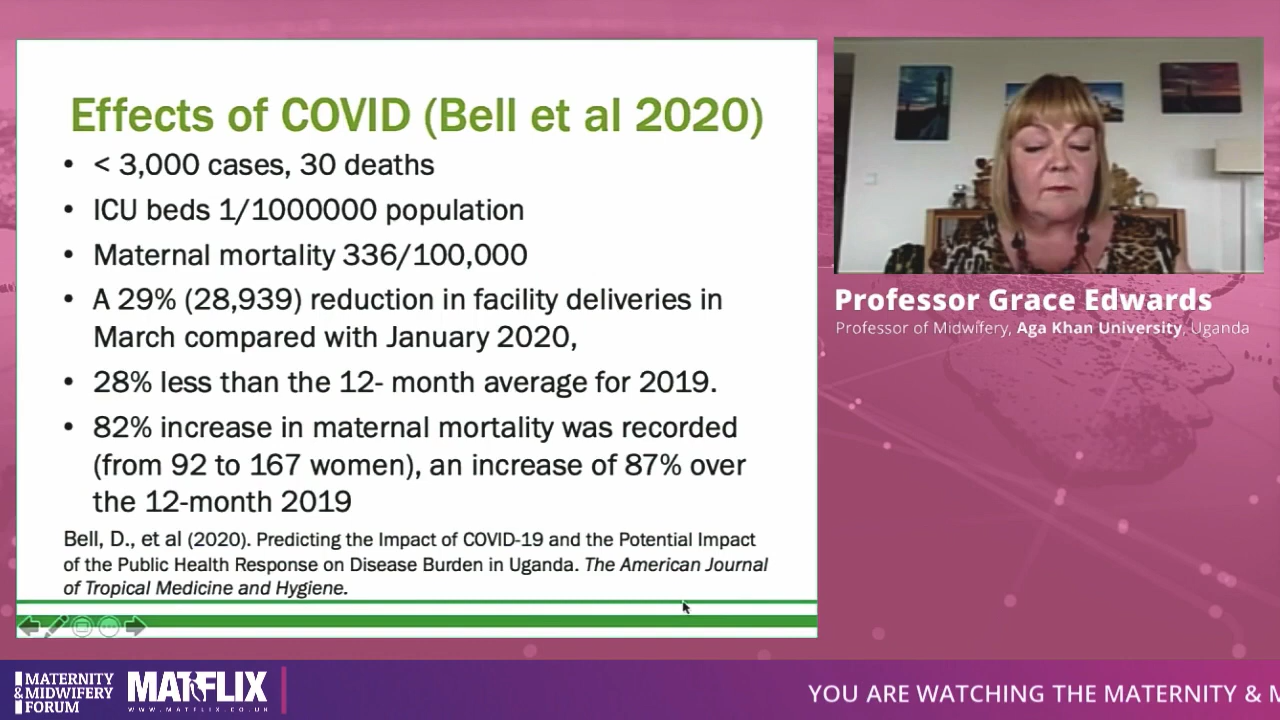 Effects of COVID (Bell et al 2020)
• < 3,000 cases, 30 deaths
• ICU beds 1/1000000 population
• Maternal mortality 336/100,000
• A 29% (28,939) reduction in facility deliveries in
March compared with January 2020,
• 28% less than the 12- month average for 2019.
• 82% increase in maternal mortality was recorded
(from 92 to 167 women), an increase of 87% over
the 12-month 2019
Bell, D., et al (2020). Predicting the Impact of COVID-19 and the Potential Impact
of the Public Health Response on Disease Burden in Uganda. The American Journal
of Tropical Medicine and Hygiene.
Professor Grace Edwards
Professor of Midwifery, Aga Khan University, Uganda
MATERNITY
& MIDWIFERY
FORUM
MATFLIX
WWW.MATFLIX.CO.UK
YOU ARE WATCHING THE MATERNITY & M